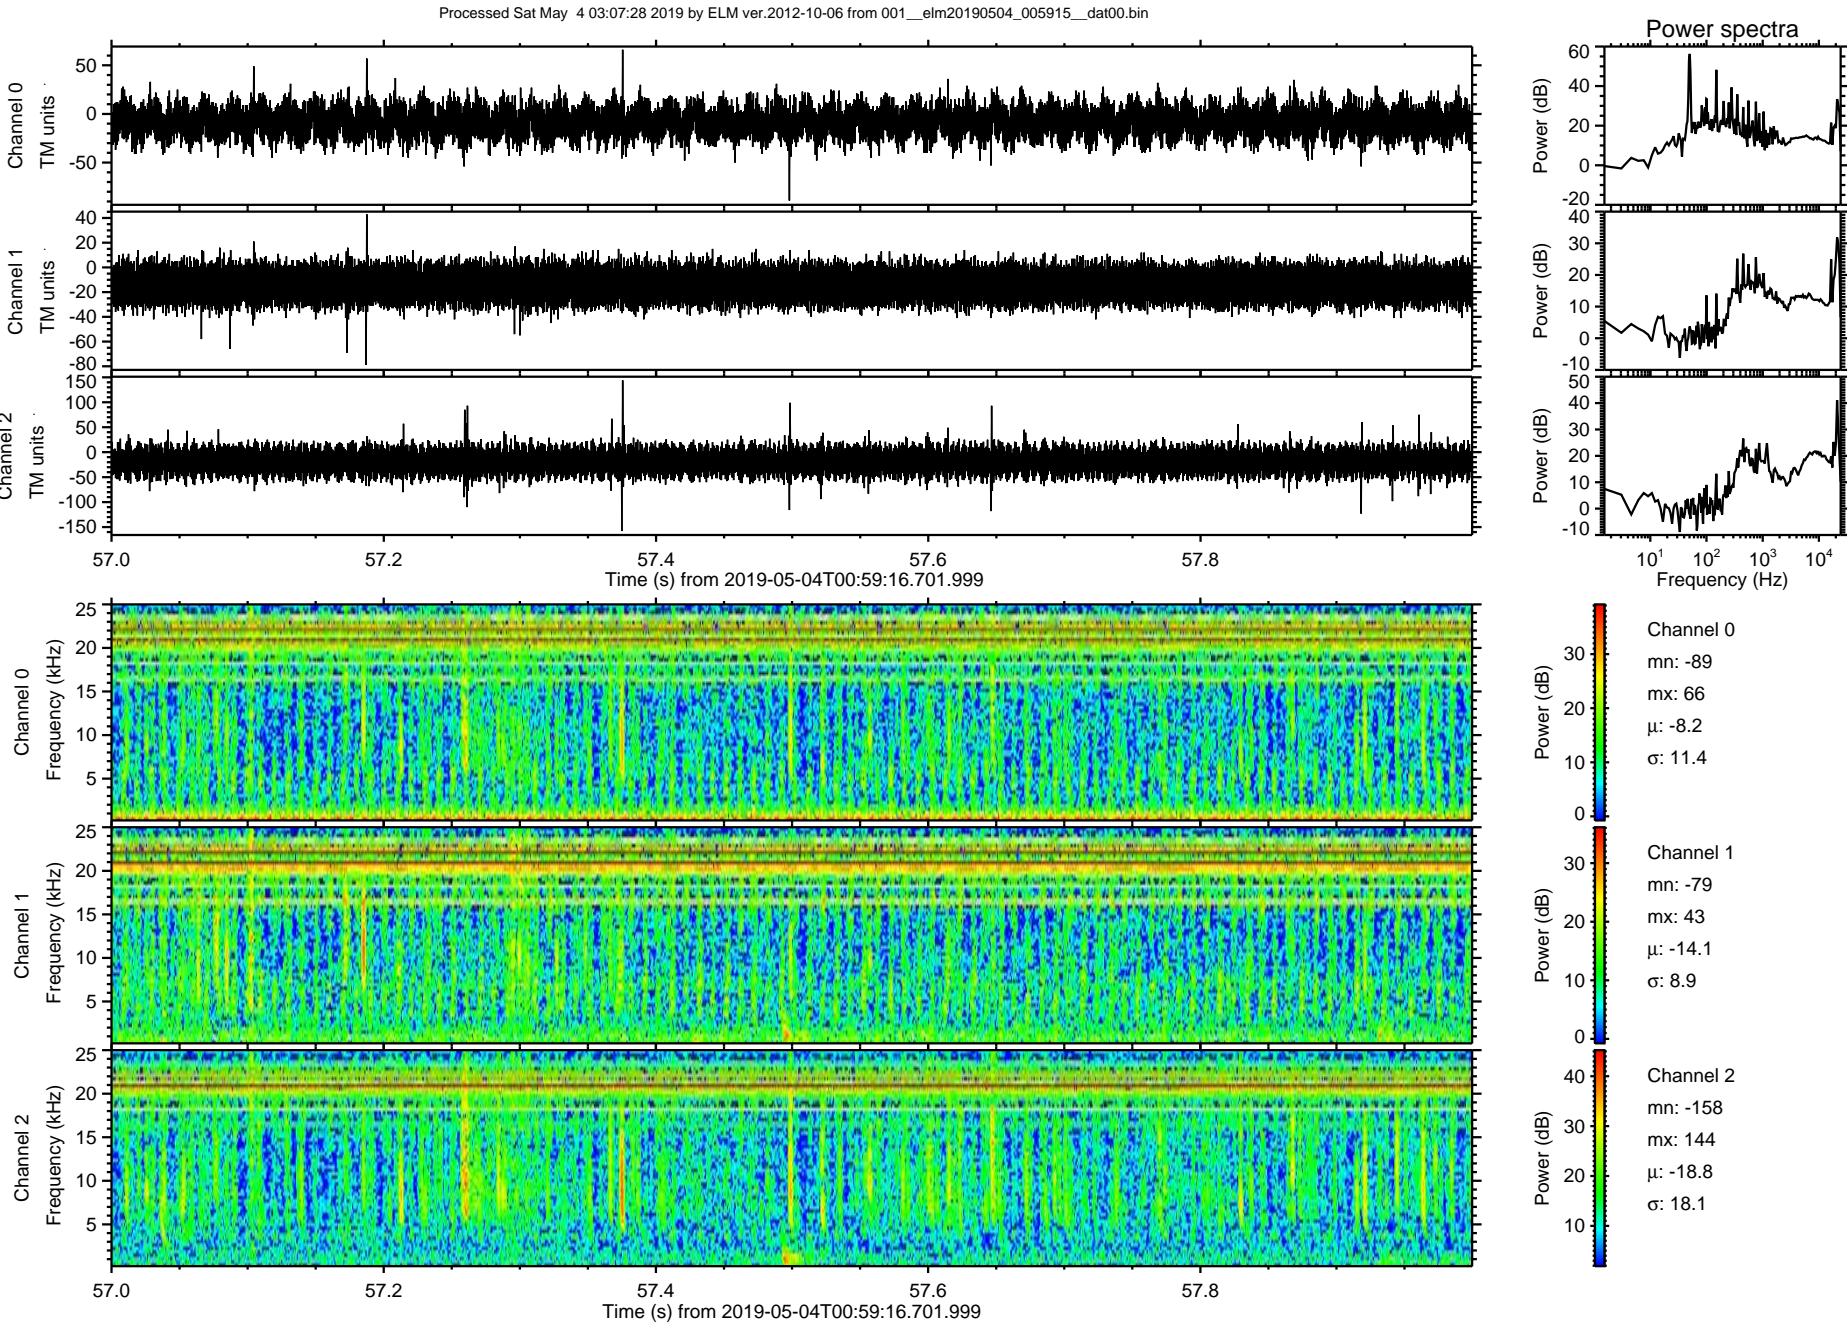 Processed Sat May  4 03:07:28 2019 by ELM ver.2012-10-06 from 001__elm20190504_005915__dat00.bin
Power spectra
Channel 0
TM units
50
0
-50
Power (dB)
60
40
20
0
-20
Channel 1
TM units
40
20
0
-20
-40
-60
-80
Power (dB)
40
30
20
10
0
-10
Channel 2
TM units
150
100
50
0
-50
-100
-150
Power (dB)
50
40
30
20
10
0
-10
57.0 57.2 57.4 57.6 57.8
Time (s) from 2019-05-04T00:59:16.701.999
10^1 10^2 10^3 10^4
Frequency (Hz)
Channel 0
Frequency (kHz)
25
20
15
10
5
Power (dB)
30
20
10
0
Channel 0
mn: -89
mx: 66
μ: -8.2
σ: 11.4
Channel 1
Frequency (kHz)
25
20
15
10
5
Power (dB)
30
20
10
0
Channel 1
mn: -79
mx: 43
μ: -14.1
σ: 8.9
Channel 2
Frequency (kHz)
25
20
15
10
5
Power (dB)
40
30
20
10
Channel 2
mn: -158
mx: 144
μ: -18.8
σ: 18.1
57.0 57.2 57.4 57.6 57.8
Time (s) from 2019-05-04T00:59:16.701.999